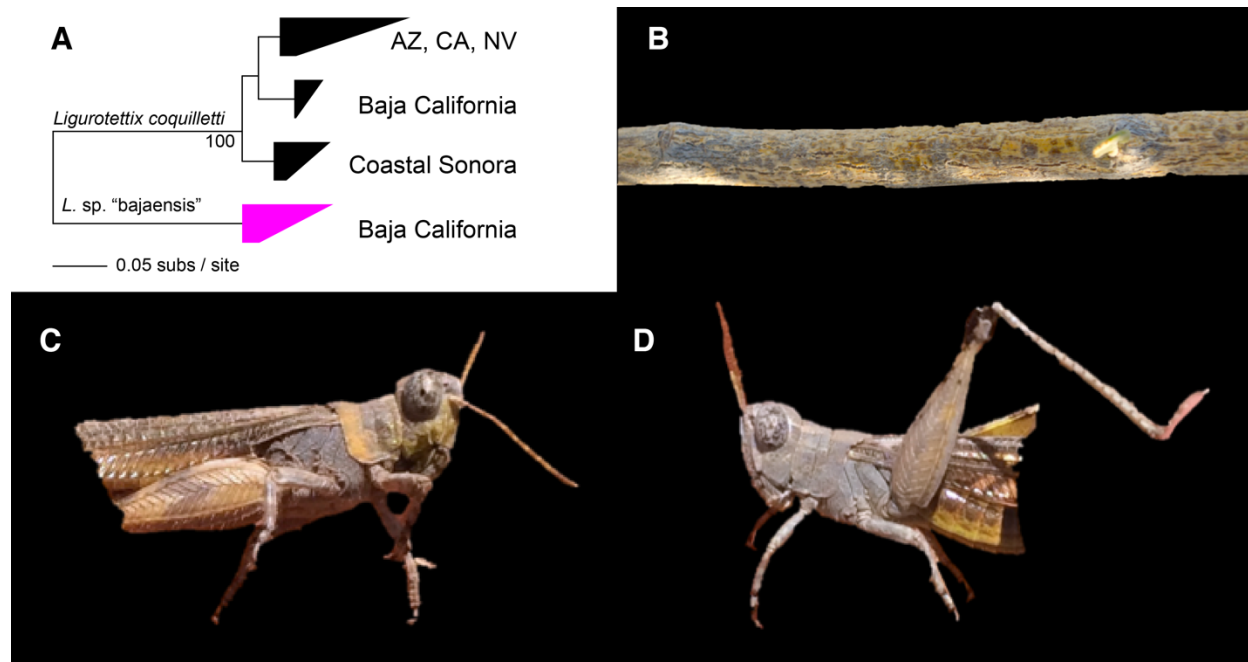 A
AZ, CA, NV
Baja California
Ligurotettix coquilletti
100
Coastal Sonora
L. sp. “bajaensis”
Baja California
0.05 subs / site
B
C
D